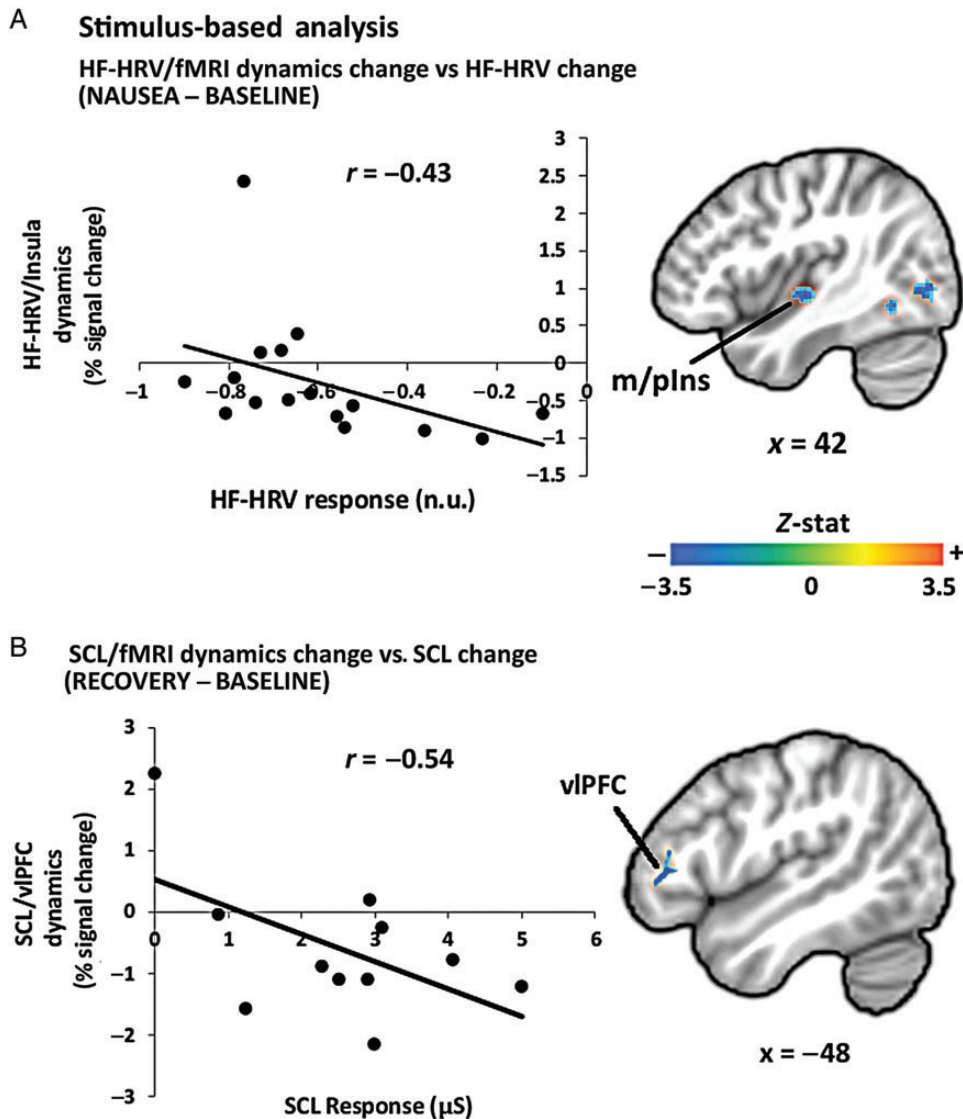 A
Stimulus-based analysis
HF-HRV/fMRI dynamics change vs HF-HRV change
(NAUSEA – BASELINE)
r = −0.43
HF-HRV/Insula
dynamics
(% signal change)
3
2.5
2
1.5
1
0.5
0
−0.5
−1
−1.5
−1
−0.8
−0.6
−0.4
−0.2
0
HF-HRV response (n.u.)
m/pIns
x = 42
Z-stat
− +
−3.5 0 3.5
B
SCL/fMRI dynamics change vs. SCL change
(RECOVERY – BASELINE)
r = −0.54
SCL/vlPFC
dynamics
(% signal change)
3
2
1
0
−1
−2
−3
0 1 2 3 4 5 6
SCL Response (µS)
vlPFC
x = −48